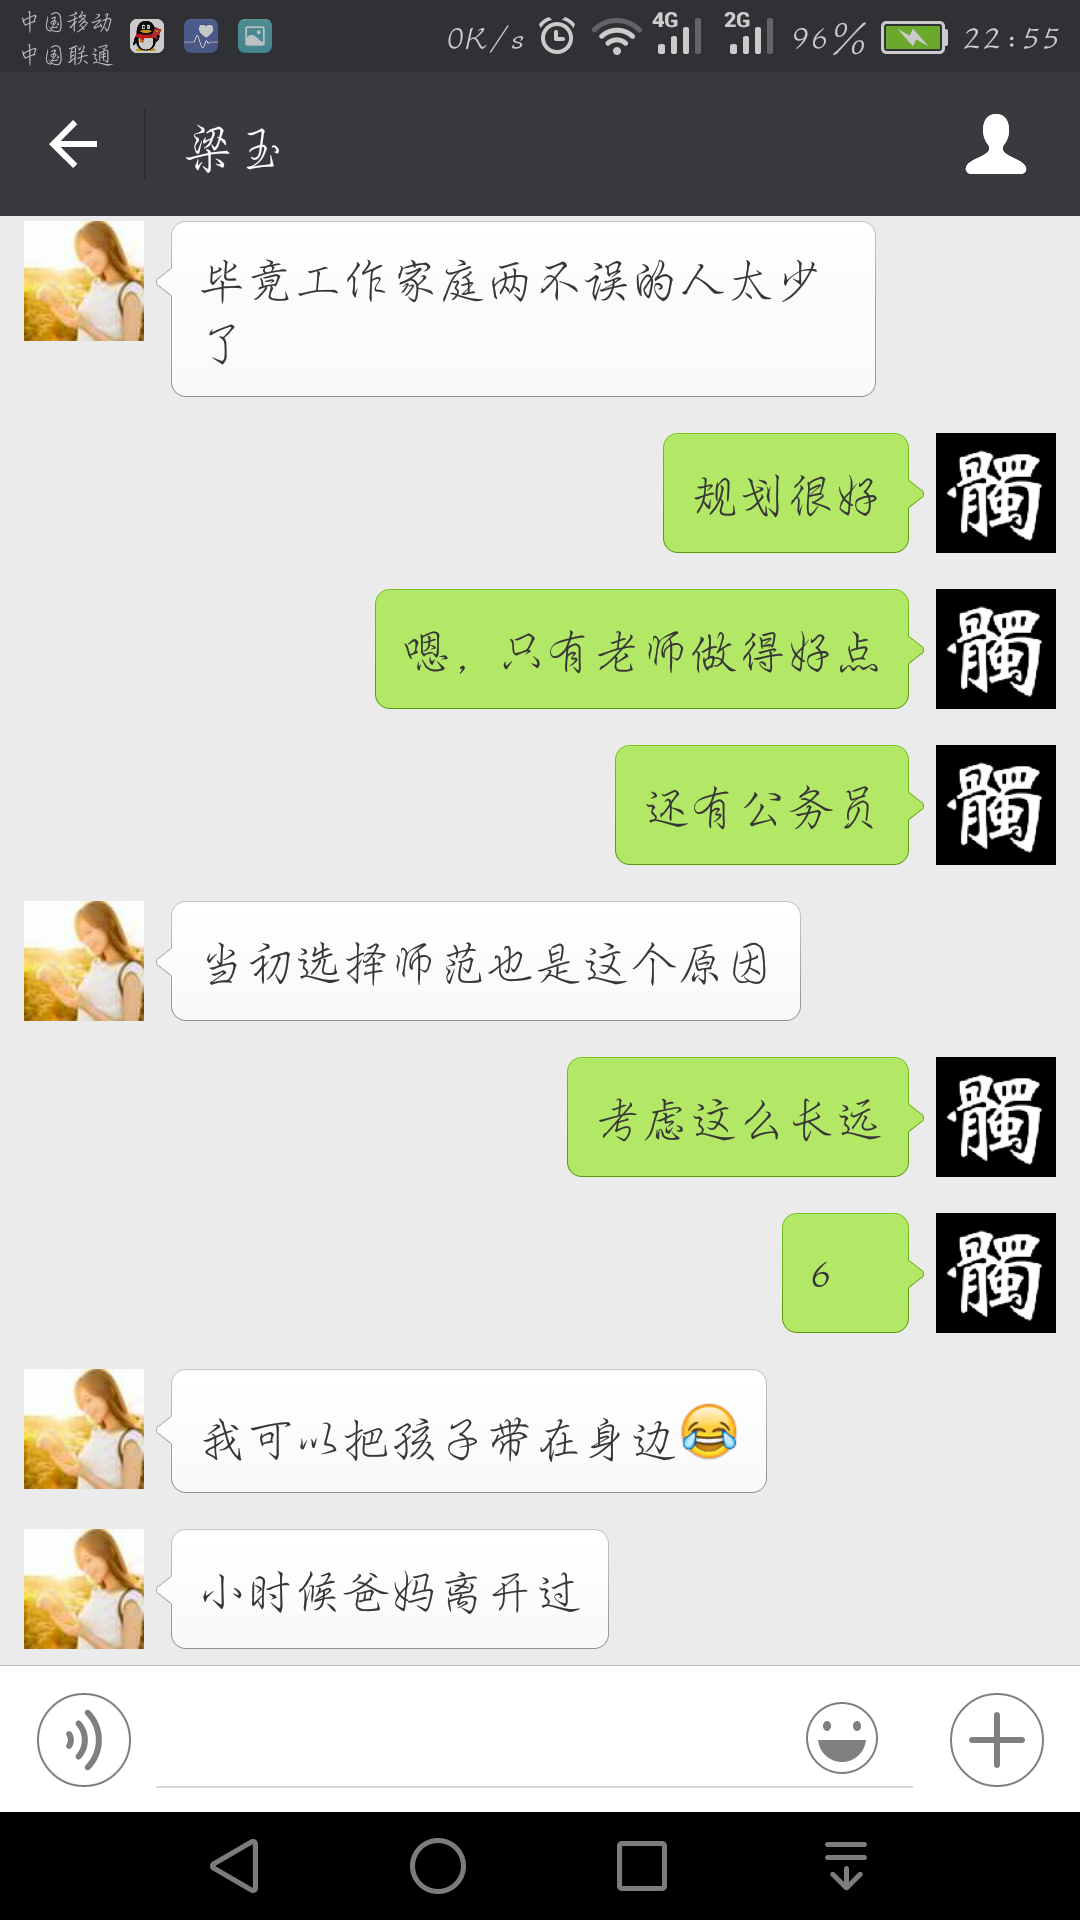 中国移动
中国联通
0K/s 4G 2G 96% 22:55
梁玉
毕竟工作家庭两不误的人太少
了
规划很好
髑
嗯，只有老师做得好点
髑
还有公务员
髑
当初选择师范也是这个原因
考虑这么长远
髑
6
髑
我可以把孩子带在身边😂
小时候爸妈离开过